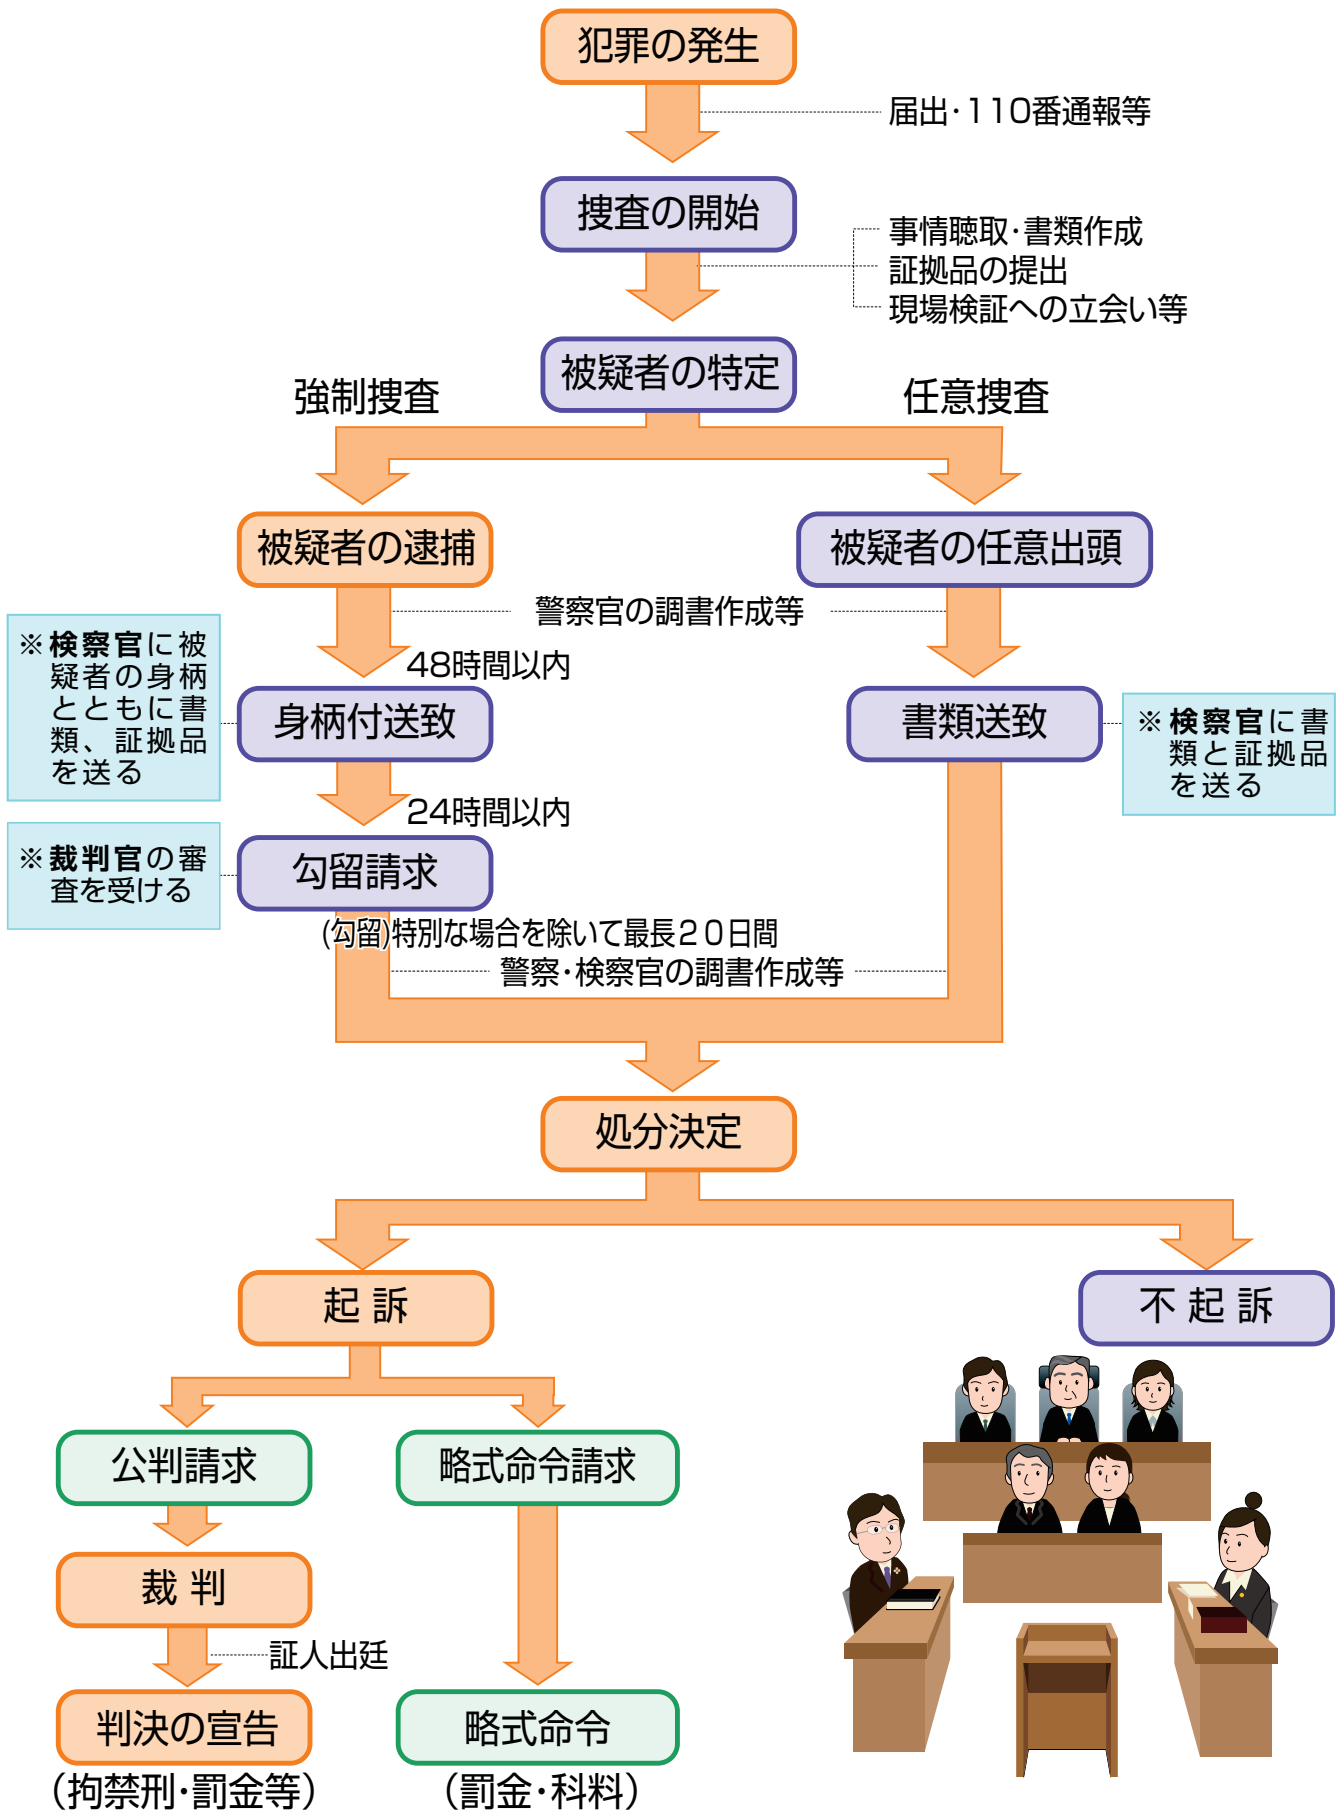 犯罪の発生
届出･110番通報等
捜査の開始
事情聴取･書類作成
証拠品の提出
現場検証への立会い等
被疑者の特定
強制捜査
任意捜査
被疑者の逮捕
被疑者の任意出頭
警察官の調書作成等
※検察官に被
疑者の身柄
とともに書
類、証拠品
を送る
48時間以内
身柄付送致
書類送致
※検察官に書
類と証拠品
を送る
24時間以内
※裁判官の審
査を受ける
勾留請求
(勾留)特別な場合を除いて最長２０日間
警察･検察官の調書作成等
処分決定
起 訴
不 起 訴
公判請求
略式命令請求
裁 判
証人出廷
判決の宣告
(拘禁刑･罰金等)
略式命令
(罰金･科料)